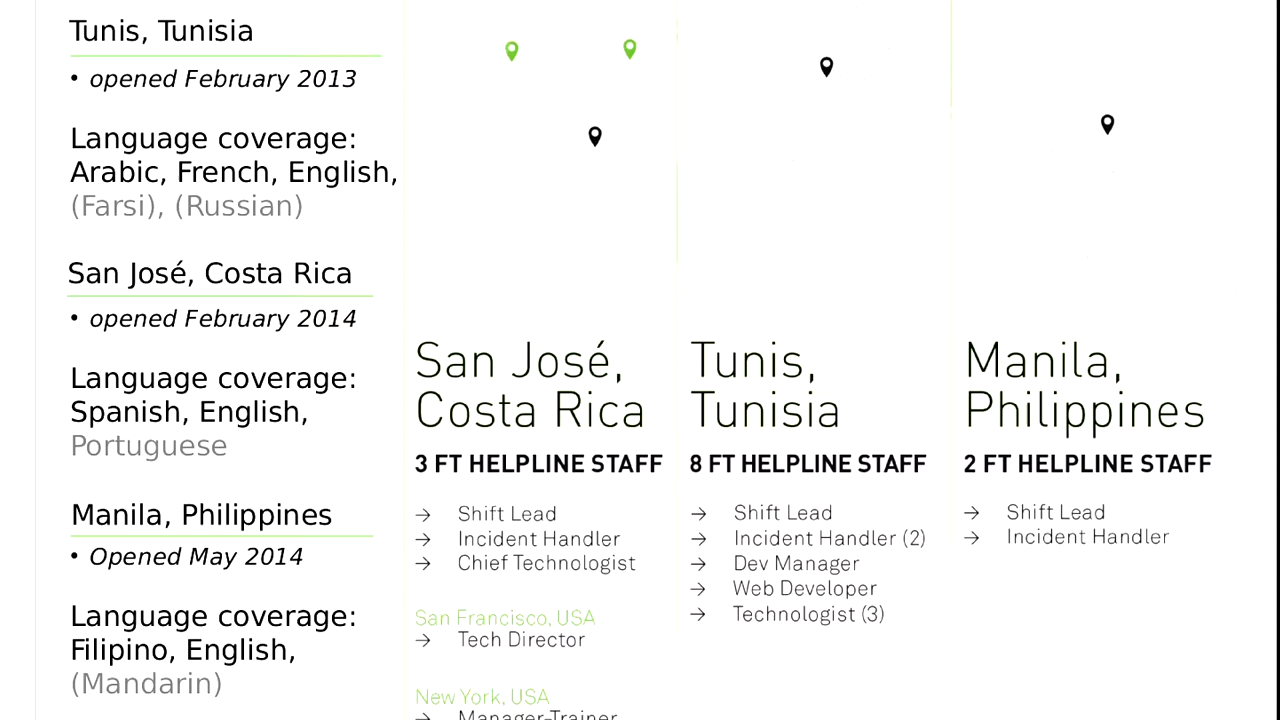 Tunis, Tunisia
• opened February 2013
Language coverage:
Arabic, French, English,
(Farsi), (Russian)
San José, Costa Rica
• opened February 2014
Language coverage:
Spanish, English,
Portuguese
Manila, Philippines
• Opened May 2014
Language coverage:
Filipino, English,
(Mandarin)
San José,
Costa Rica
3 FT HELPLINE STAFF
→ Shift Lead
→ Incident Handler
→ Chief Technologist
San Francisco, USA
→ Tech Director
New York, USA
→ Manager-Trainer
Tunis,
Tunisia
8 FT HELPLINE STAFF
→ Shift Lead
→ Incident Handler (2)
→ Dev Manager
→ Web Developer
→ Technologist (3)
Manila,
Philippines
2 FT HELPLINE STAFF
→ Shift Lead
→ Incident Handler